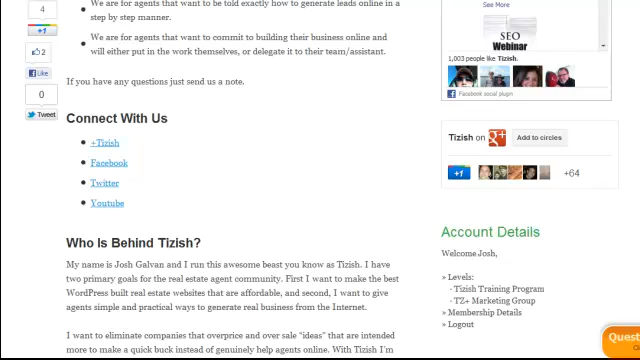 We are for agents that want to be told exactly how to generate leads online in a
step by step manner.
We are for agents that want to commit to building their business online and
will either put in the work themselves, or delegate it to their team/assistant.
If you have any questions just send us a note.
Connect With Us
+Tizish
Facebook
Twitter
Youtube
Who Is Behind Tizish?
My name is Josh Galvan and I run this awesome beast you know as Tizish. I have
two primary goals for the real estate agent community. First I want to make the best
WordPress built real estate websites that are affordable, and second, I want to give
agents simple and practical ways to generate real business from the Internet.
I want to eliminate companies that overprice and over sale “ideas” that are intended
more to make a quick buck instead of genuinely help agents online. With Tizish I’m
4
+1
2
Like
0
Tweet
See More
SEO
Webinar
1,003 people like Tizish.
Facebook social plugin
Tizish on
Add to circles
+1
+64
Account Details
Welcome Josh,
» Levels:
- Tizish Training Program
- TZ+ Marketing Group
» Membership Details
» Logout